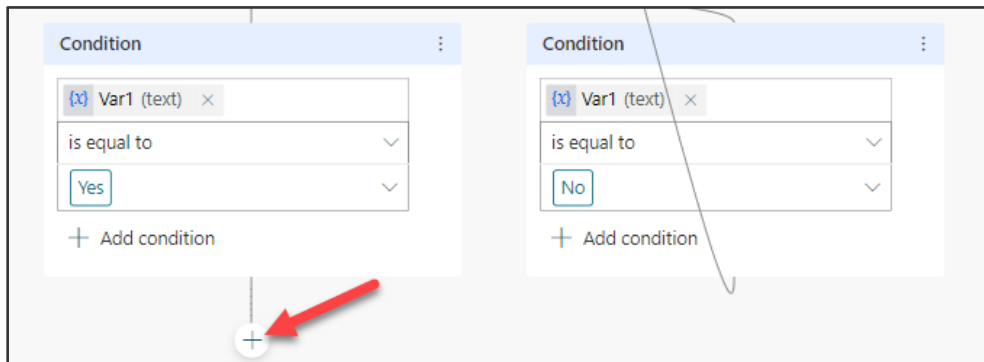 Condition
{x} Var1 (text) ×
is equal to
Yes
+ Add condition
Condition
{x} Var1 (text) ×
is equal to
No
+ Add condition